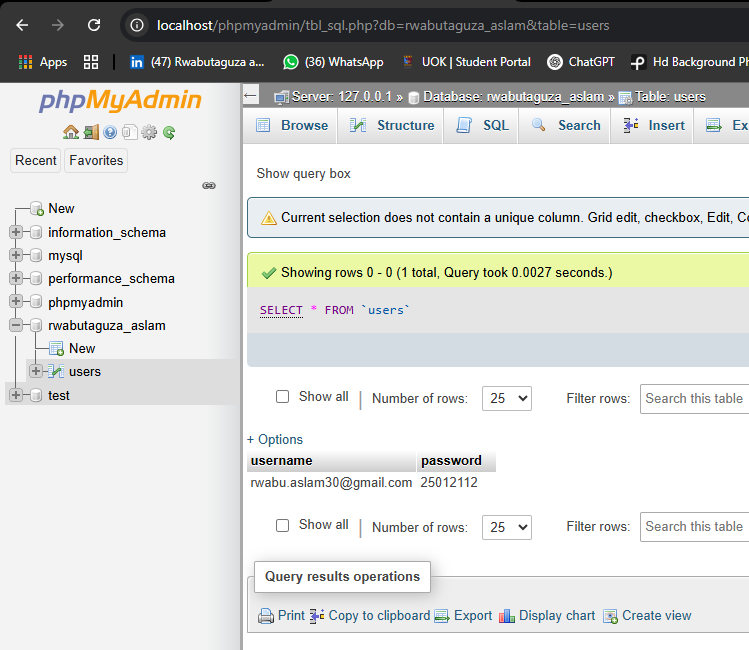 localhost/phpmyadmin/tbl_sql.php?db=rwabutaguza_aslam&table=users
Apps (47) Rwabutaguza a... (36) WhatsApp UOK | Student Portal ChatGPT Hd Background Ph
phpMyAdmin
Recent Favorites
New
information_schema
mysql
performance_schema
phpmyadmin
rwabutaguza_aslam
New
users
test
Server: 127.0.0.1 » Database: rwabutaguza_aslam » Table: users
Browse Structure SQL Search Insert Ex
Show query box
Current selection does not contain a unique column. Grid edit, checkbox, Edit, Co
Showing rows 0 - 0 (1 total, Query took 0.0027 seconds.)
SELECT * FROM `users`
Show all | Number of rows: 25 Filter rows: Search this table
+ Options
username password
rwabu.aslam30@gmail.com 25012112
Show all | Number of rows: 25 Filter rows: Search this table
Query results operations
Print Copy to clipboard Export Display chart Create view